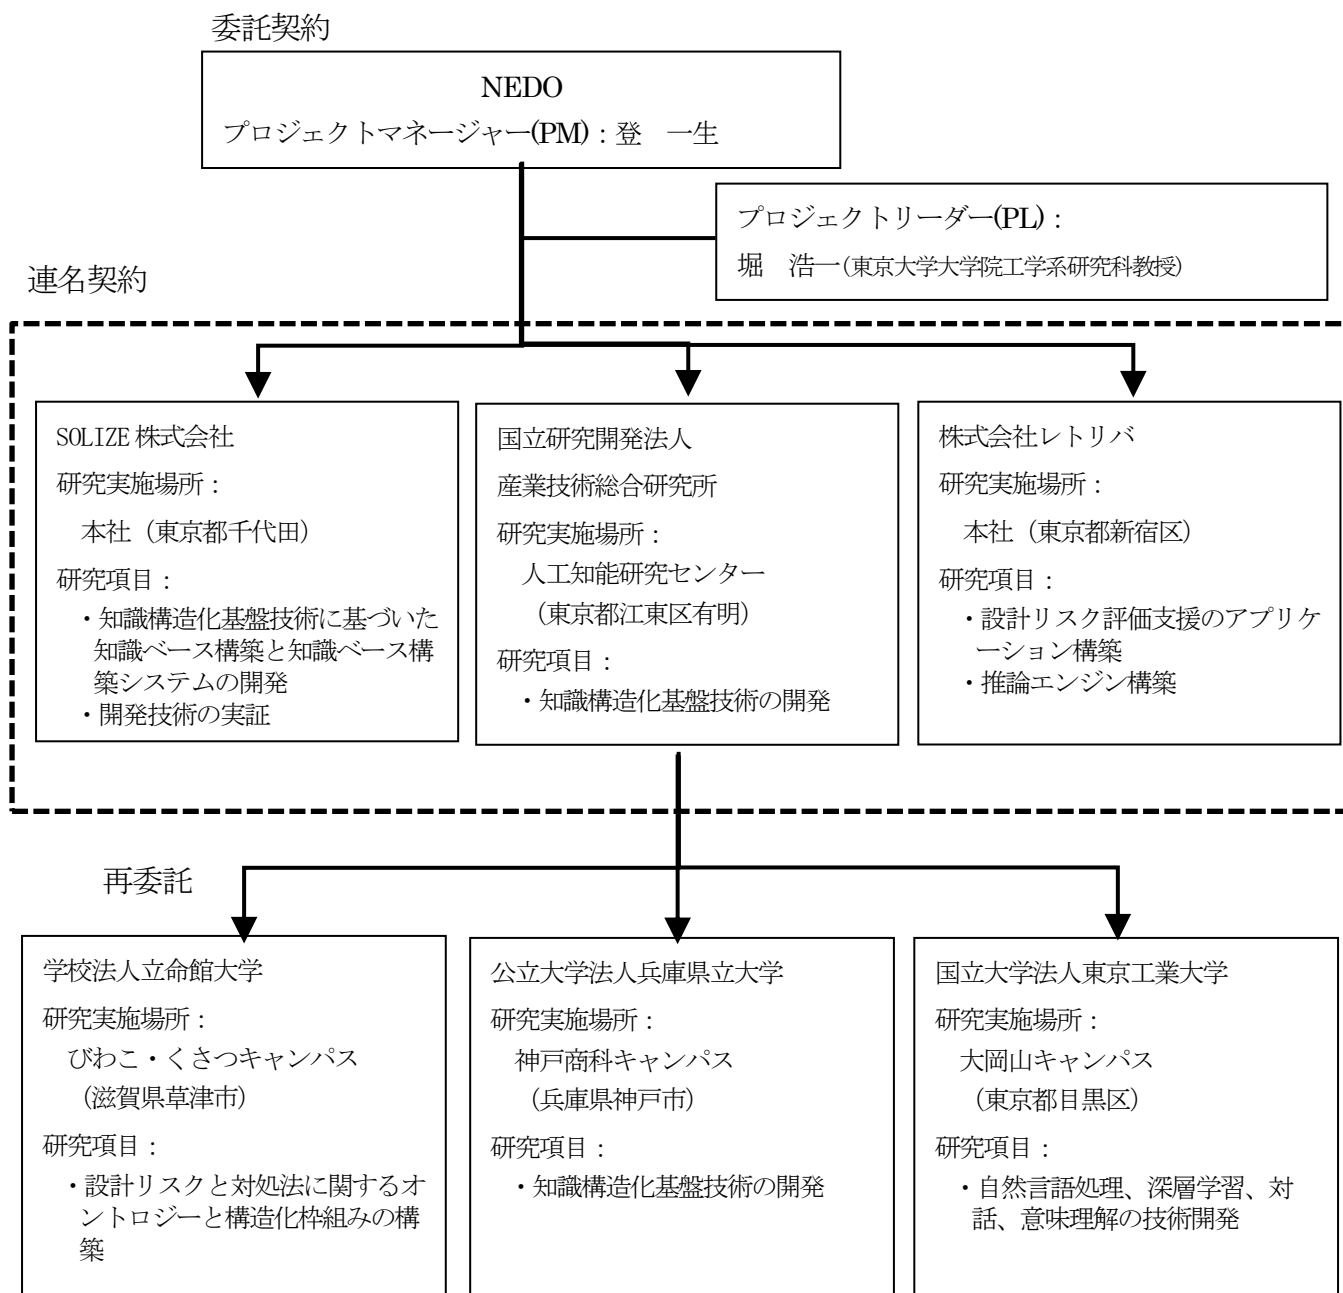 委託契約
NEDO
プロジェクトマネージャー(PM)：登　一生
プロジェクトリーダー(PL)：
堀　浩一(東京大学大学院工学系研究科教授)
連名契約
SOLIZE 株式会社
研究実施場所：
本社（東京都千代田）
研究項目：
・知識構造化基盤技術に基づいた
知識ベース構築と知識ベース構
築システムの開発
・開発技術の実証
国立研究開発法人
産業技術総合研究所
研究実施場所：
人工知能研究センター
（東京都江東区有明）
研究項目：
・知識構造化基盤技術の開発
株式会社レトリバ
研究実施場所：
本社（東京都新宿区）
研究項目：
・設計リスク評価支援のアプリケ
ーション構築
・推論エンジン構築
再委託
学校法人立命館大学
研究実施場所：
びわこ・くさつキャンパス
（滋賀県草津市）
研究項目：
・設計リスクと対処法に関するオ
ントロジーと構造化枠組みの構
築
公立大学法人兵庫県立大学
研究実施場所：
神戸商科キャンパス
（兵庫県神戸市）
研究項目：
・知識構造化基盤技術の開発
国立大学法人東京工業大学
研究実施場所：
大岡山キャンパス
（東京都目黒区）
研究項目：
・自然言語処理、深層学習、対
話、意味理解の技術開発